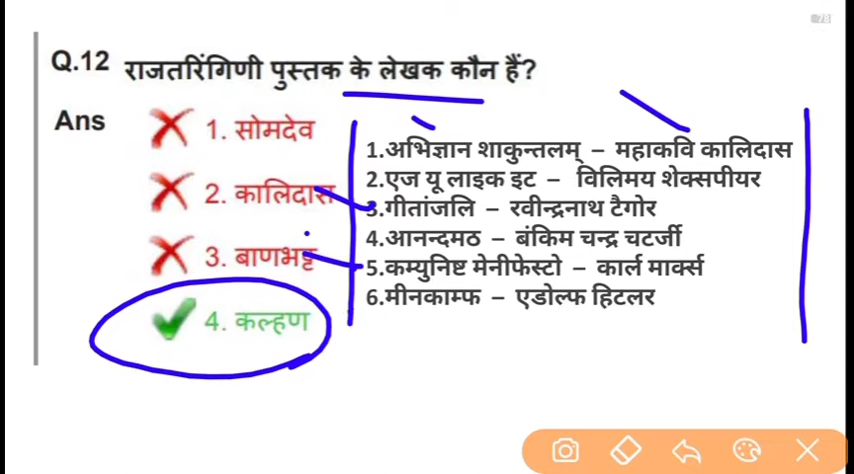 78
Q.12 राजतरिंगिणी पुस्तक के लेखक कौन हैं?
Ans
1. सोमदेव
2. कालिदास
3. बाणभट्ट
4. कल्हण
1.अभिज्ञान शाकुन्तलम् – महाकवि कालिदास
2.एज यू लाइक इट – विलिमय शेक्सपीयर
3.गीतांजलि – रवीन्द्रनाथ टैगोर
4.आनन्दमठ – बंकिम चन्द्र चटर्जी
5.कम्युनिष्ट मेनीफेस्टो – कार्ल मार्क्स
6.मीनकाम्फ – एडोल्फ हिटलर